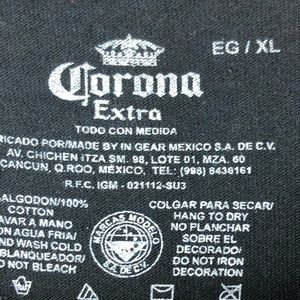 EG / XL
Corona
Extra
TODO CON MEDIDA
RICADO POR/MADE BY IN GEAR MEXICO S.A. DE C.V.
AV. CHICHEN ITZA SM. 98, LOTE 01, MZA. 60
CANCUN, Q.ROO, MÉXICO. TEL: (998) 8436161
R.F.C. IGM - 021112-SU3
ALGODON/100%
COTTON
AVAR A MANO
ON AGUA FRIA/
ND WASH COLD
BLANQUEADOR/
O NOT BLEACH
MARCAS MODELO
S.A. DE C.V.
COLGAR PARA SECAR/
HANG TO DRY
NO PLANCHAR
SOBRE EL
DECORADO/
DO NOT IRON
DECORATION